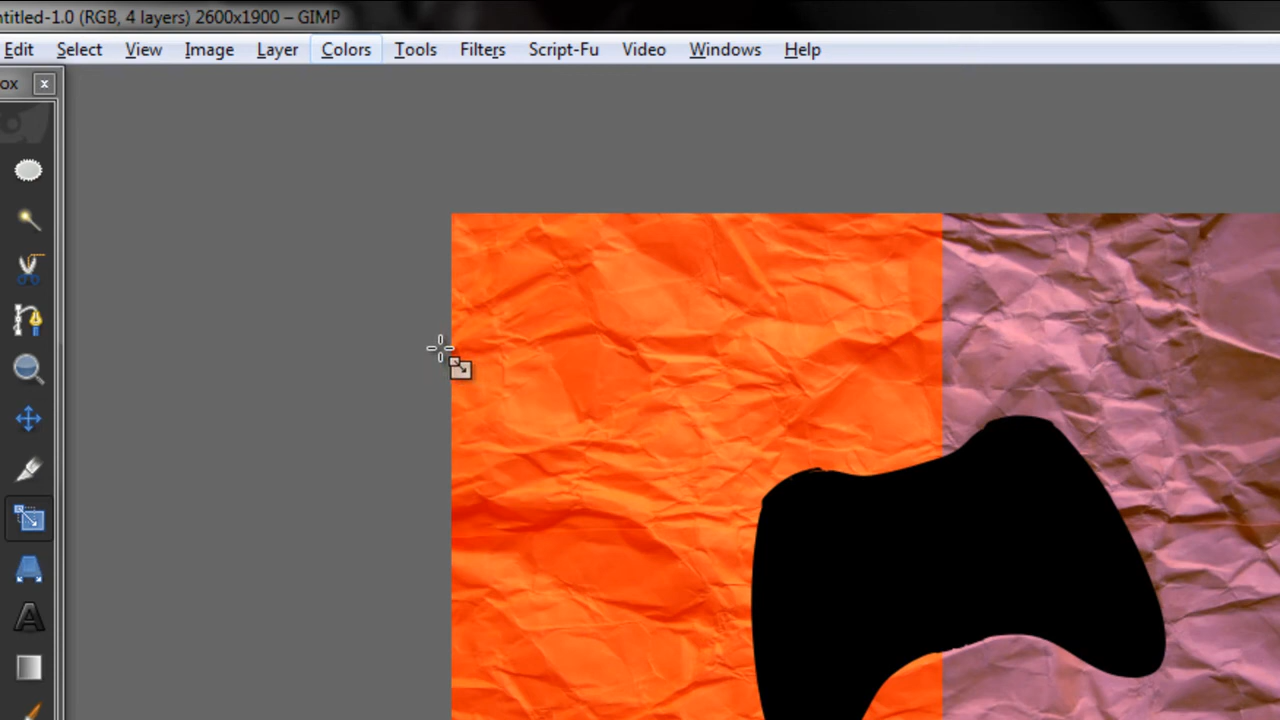 ntitled-1.0 (RGB, 4 layers) 2600x1900 – GIMP
Edit Select View Image Layer Colors Tools Filters Script-Fu Video Windows Help
ox x